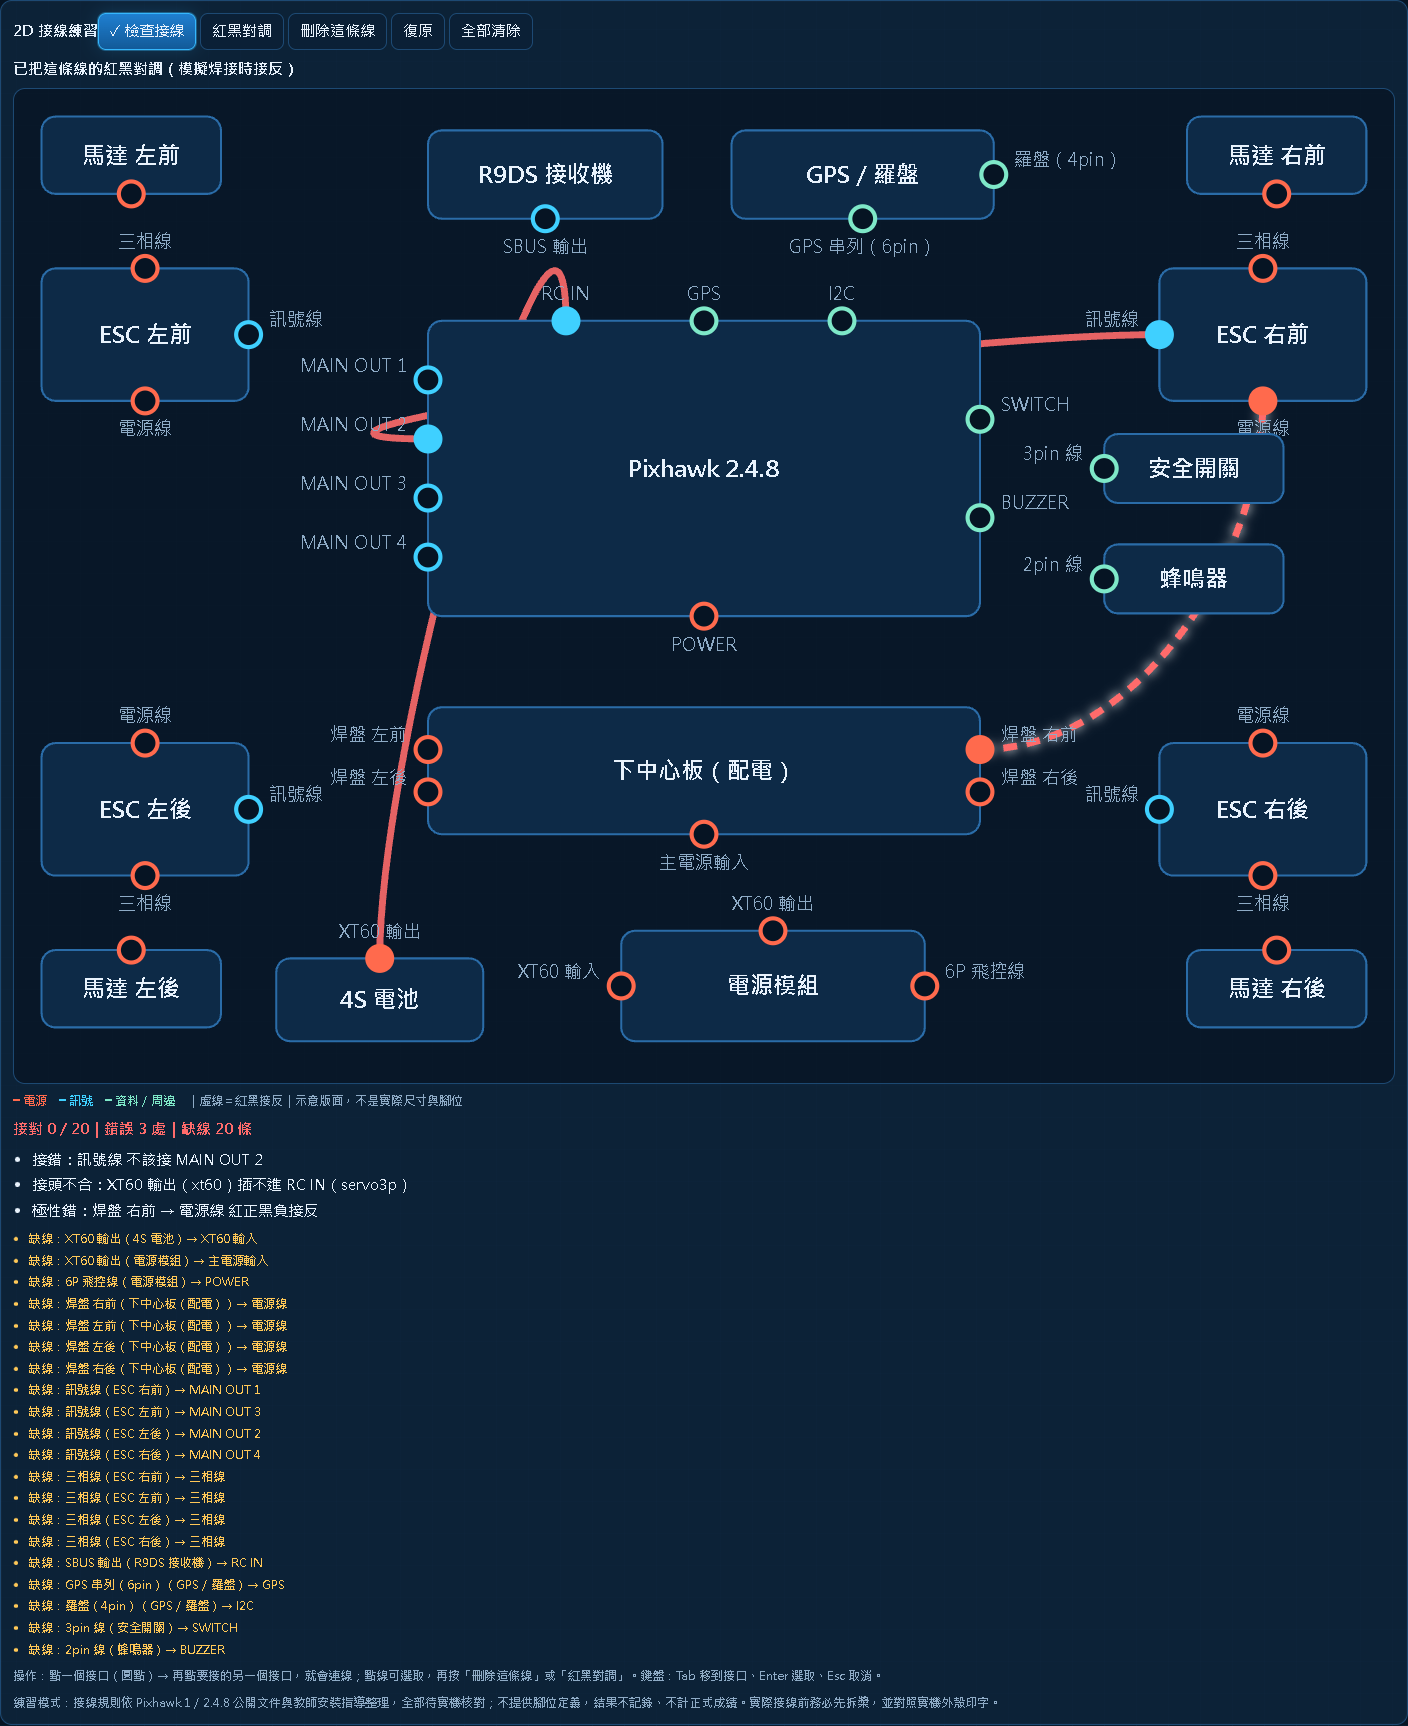 2D 接線練習 ✓ 檢查接線 紅黑對調 刪除這條線 復原 全部清除
已把這條線的紅黑對調（模擬焊接時接反）
馬達 左前
R9DS 接收機
GPS / 羅盤
羅盤（4pin）
馬達 右前
三相線
SBUS 輸出
GPS 串列（6pin）
三相線
RC IN
GPS
I2C
ESC 左前
訊號線
訊號線
ESC 右前
MAIN OUT 1
電源線
MAIN OUT 2
SWITCH
電源線
3pin 線
安全開關
Pixhawk 2.4.8
MAIN OUT 3
BUZZER
MAIN OUT 4
2pin 線
蜂鳴器
POWER
電源線
焊盤 左前
焊盤 右前
電源線
焊盤 左後
下中心板（配電）
焊盤 右後
ESC 左後
訊號線
訊號線
ESC 右後
主電源輸入
三相線
XT60 輸出
XT60 輸出
三相線
馬達 左後
4S 電池
XT60 輸入
電源模組
6P 飛控線
馬達 右後
電源 訊號 資料 / 周邊 | 虛線＝紅黑接反 | 示意版面，不是實際尺寸與腳位
接對 0 / 20 | 錯誤 3 處 | 缺線 20 條
• 接錯：訊號線 不該接 MAIN OUT 2
• 接頭不合：XT60 輸出（xt60）插不進 RC IN（servo3p）
• 極性錯：焊盤 右前 → 電源線 紅正黑負接反
• 缺線：XT60 輸出（4S 電池）→ XT60 輸入
• 缺線：XT60 輸出（電源模組）→ 主電源輸入
• 缺線：6P 飛控線（電源模組）→ POWER
• 缺線：焊盤 右前（下中心板（配電））→ 電源線
• 缺線：焊盤 左前（下中心板（配電））→ 電源線
• 缺線：焊盤 左後（下中心板（配電））→ 電源線
• 缺線：焊盤 右後（下中心板（配電））→ 電源線
• 缺線：訊號線（ESC 右前）→ MAIN OUT 1
• 缺線：訊號線（ESC 左前）→ MAIN OUT 3
• 缺線：訊號線（ESC 左後）→ MAIN OUT 2
• 缺線：訊號線（ESC 右後）→ MAIN OUT 4
• 缺線：三相線（ESC 右前）→ 三相線
• 缺線：三相線（ESC 左前）→ 三相線
• 缺線：三相線（ESC 左後）→ 三相線
• 缺線：三相線（ESC 右後）→ 三相線
• 缺線：SBUS 輸出（R9DS 接收機）→ RC IN
• 缺線：GPS 串列（6pin）（GPS / 羅盤）→ GPS
• 缺線：羅盤（4pin）（GPS / 羅盤）→ I2C
• 缺線：3pin 線（安全開關）→ SWITCH
• 缺線：2pin 線（蜂鳴器）→ BUZZER
操作：點一個接口（圓點）→ 再點要接的另一個接口，就會連線；點線可選取，再按「刪除這條線」或「紅黑對調」。鍵盤：Tab 移到接口、Enter 選取、Esc 取消。
練習模式：接線規則依 Pixhawk 1 / 2.4.8 公開文件與教師安裝指導整理，全部待實機核對；不提供腳位定義，結果不記錄、不計正式成績。實際接線前務必先拆槳，並對照實機外殼印字。